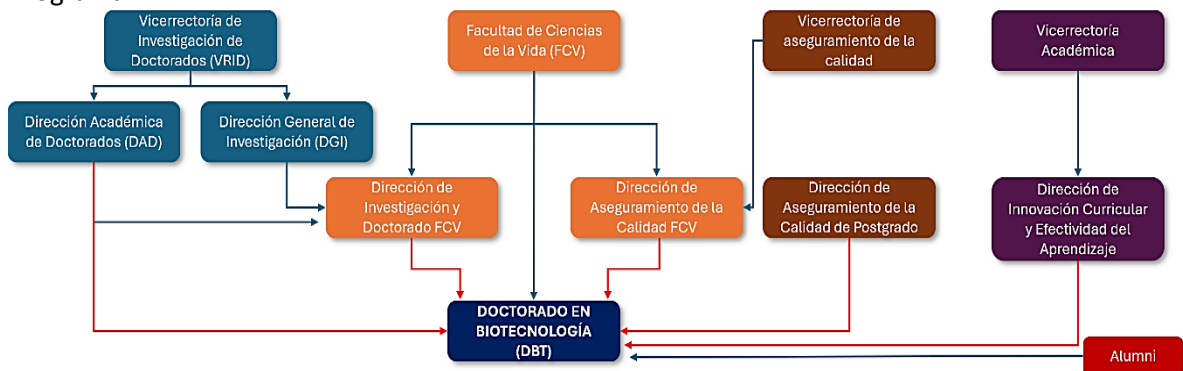 Vicerrectoría de
Investigación de
Doctorados (VRID)
Facultad de Ciencias
de la Vida (FCV)
Vicerrectoría de
aseguramiento de la
calidad
Vicerrectoría
Académica
Dirección Académica
de Doctorados (DAD)
Dirección General de
Investigación (DGI)
Dirección de
Investigación y
Doctorado FCV
Dirección de
Aseguramiento de la
Calidad FCV
Dirección de
Aseguramiento de la
Calidad de Postgrado
Dirección de
Innovación Curricular
y Efectividad del
Aprendizaje
DOCTORADO EN
BIOTECNOLOGÍA
(DBT)
Alumni